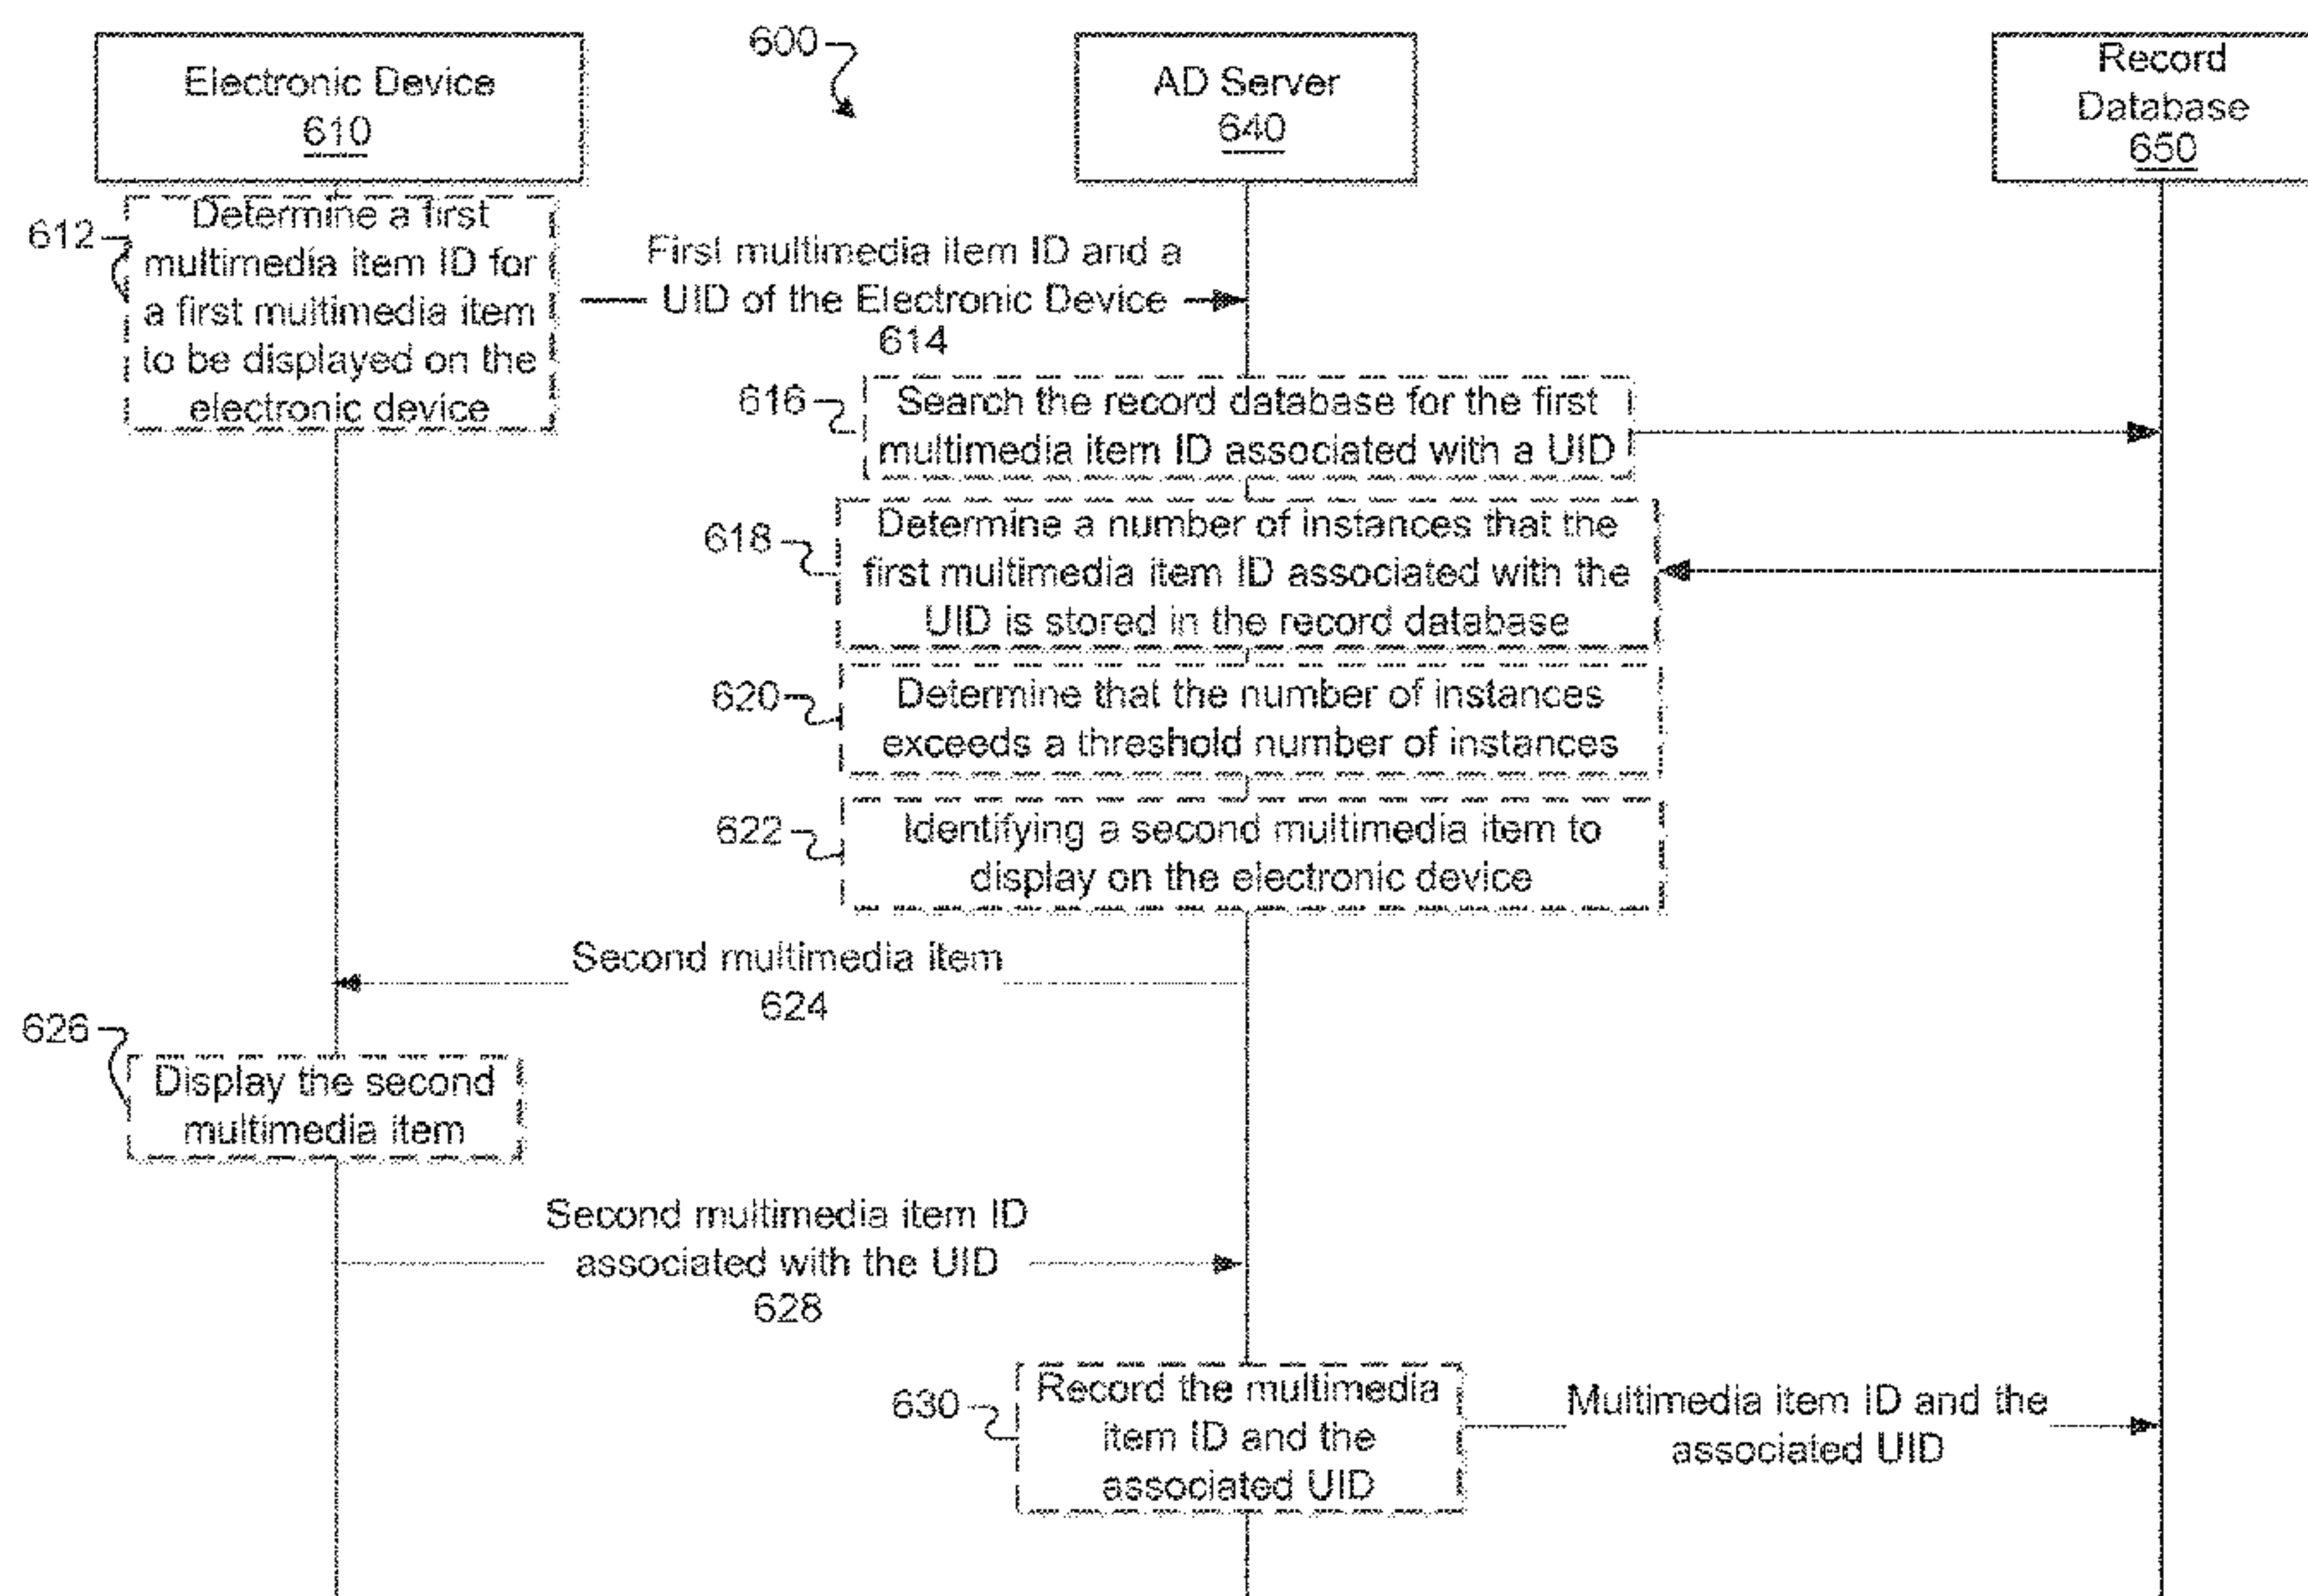 600
Electronic Device
610
AD Server
640
Record
Database
650
612
Determine a first
multimedia item ID for
a first multimedia item
to be displayed on the
electronic device
First multimedia item ID and a
UID of the Electronic Device
614
616
Search the record database for the first
multimedia item ID associated with a UID
618
Determine a number of instances that the
first multimedia item ID associated with the
UID is stored in the record database
620
Determine that the number of instances
exceeds a threshold number of instances
622
Identifying a second multimedia item to
display on the electronic device
Second multimedia item
624
626
Display the second
multimedia item
Second multimedia item ID
associated with the UID
628
630
Record the multimedia
item ID and the
associated UID
Multimedia item ID and the
associated UID